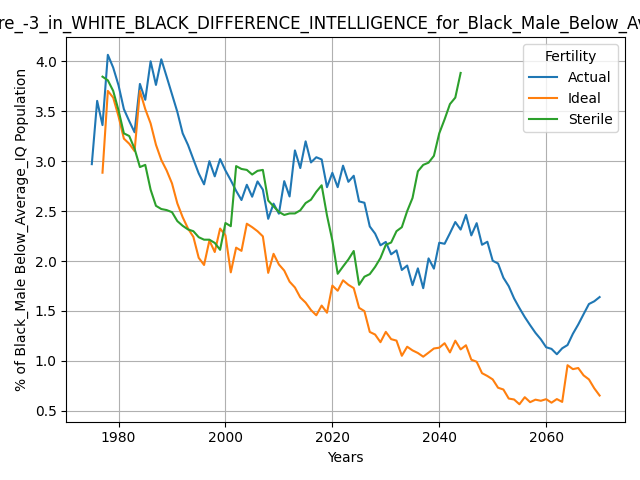 re_-3_in_WHITE_BLACK_DIFFERENCE_INTELLIGENCE_for_Black_Male_Below_Av
Fertility
Actual
Ideal
Sterile
% of Black_Male Below_Average_IQ Population
4.0
3.5
3.0
2.5
2.0
1.5
1.0
0.5
1980 2000 2020 2040 2060
Years